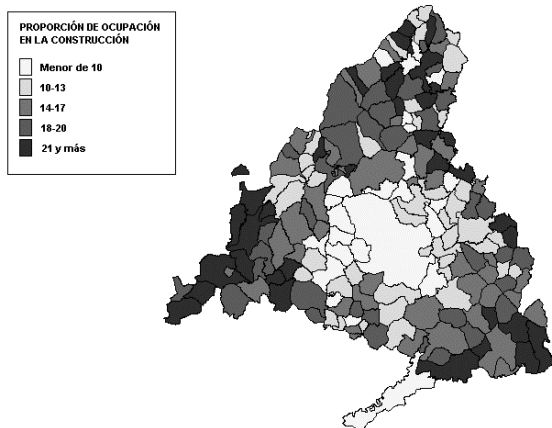 PROPORCIÓN DE OCUPACIÓN
EN LA CONSTRUCCIÓN
Menor de 10
10-13
14-17
18-20
21 y más